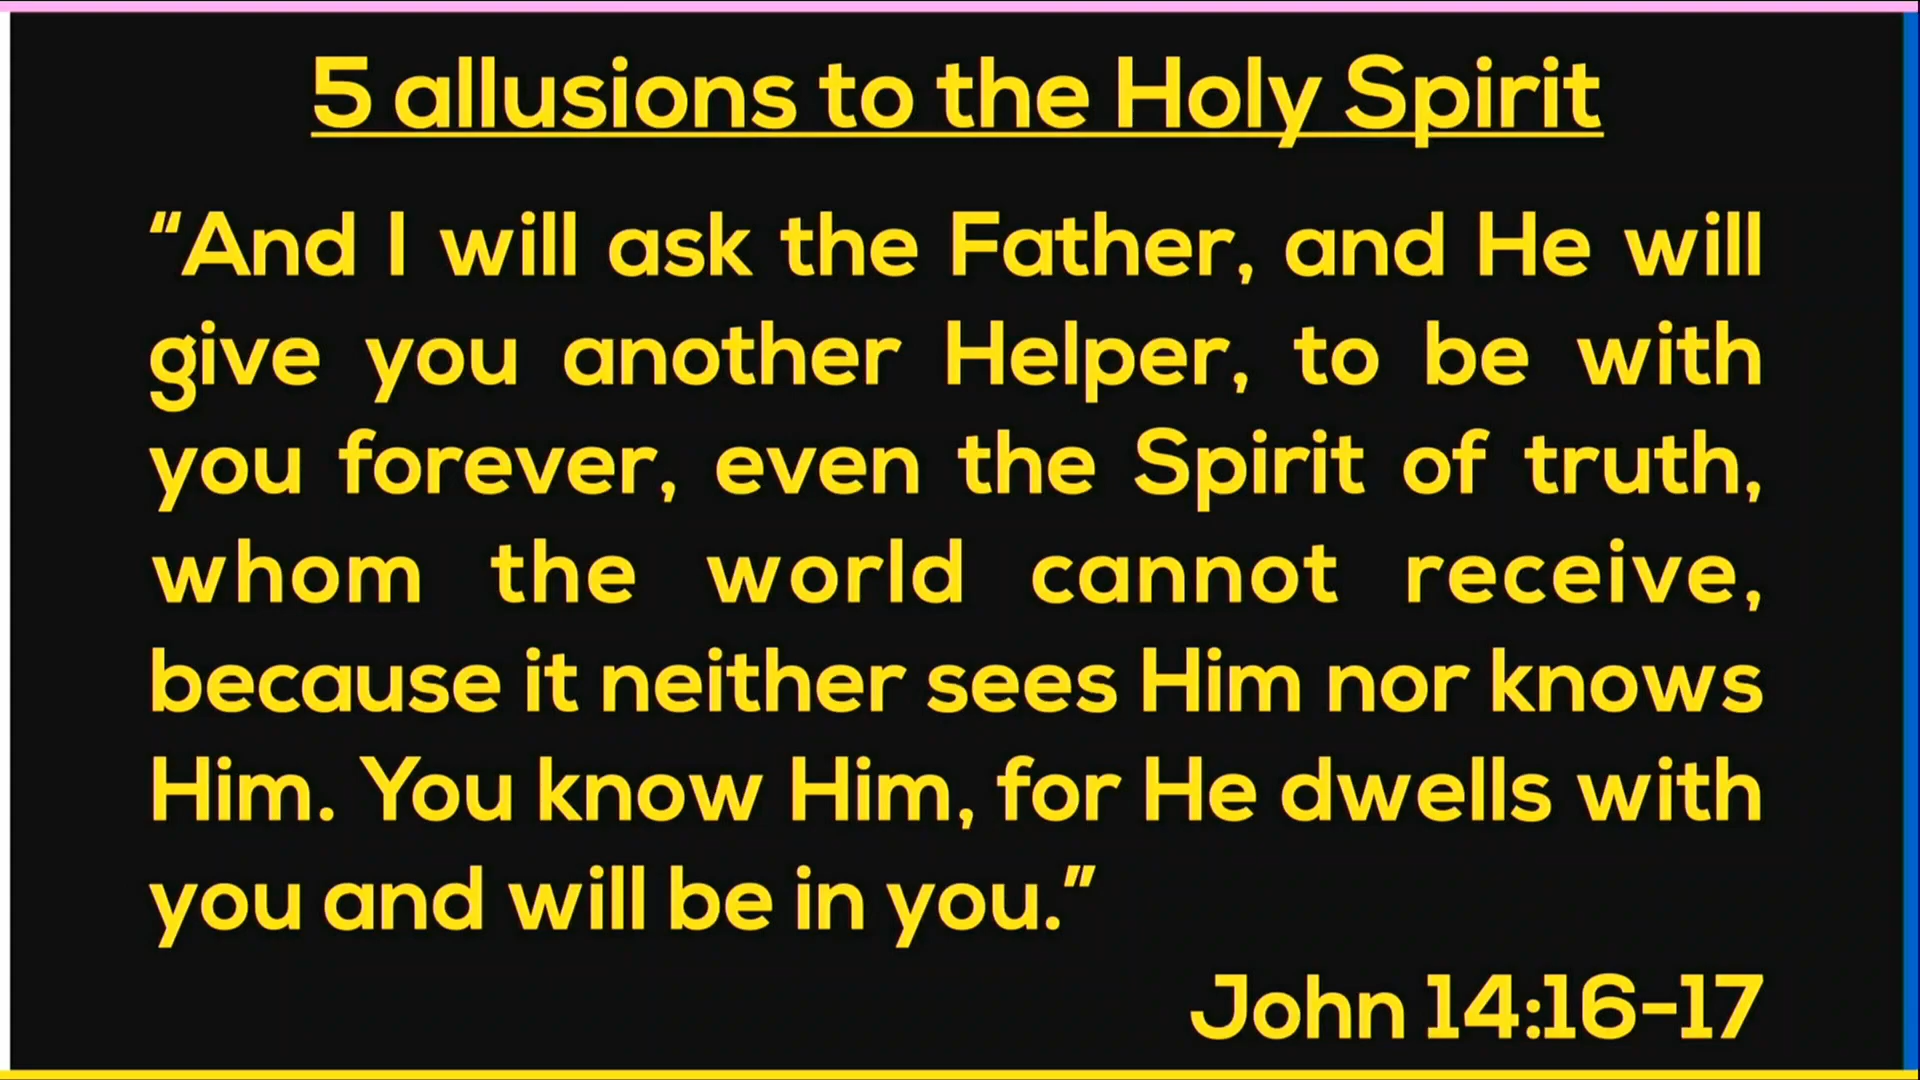 5 allusions to the Holy Spirit
“And I will ask the Father, and He will
give you another Helper, to be with
you forever, even the Spirit of truth,
whom the world cannot receive,
because it neither sees Him nor knows
Him. You know Him, for He dwells with
you and will be in you.”
John 14:16-17